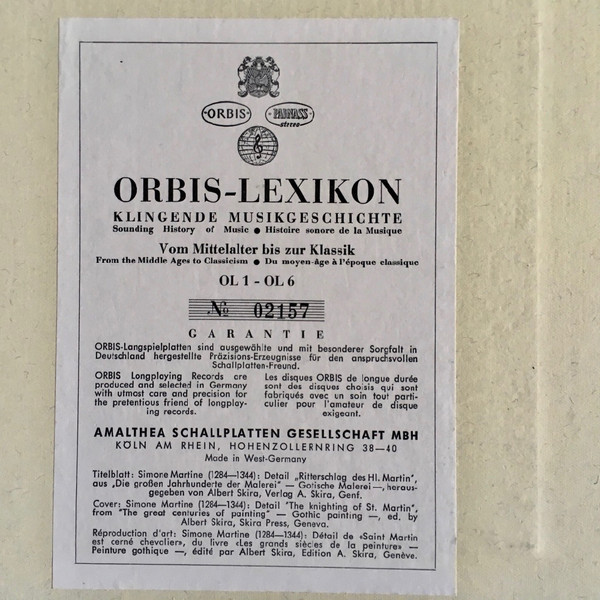 ORBIS PARNASS
stereo
ORBIS-LEXIKON
KLINGENDE MUSIKGESCHICHTE
Sounding History of Music ● Histoire sonore de la Musique
Vom Mittelalter bis zur Klassik
From the Middle Ages to Classicism ● Du moyen-âge à l'époque classique
OL 1 - OL 6
№ 02157
GARANTIE
ORBIS-Langspielplatten sind ausgewählte und mit besonderer Sorgfalt in
Deutschland hergestellte Präzisions-Erzeugnisse für den anspruchsvollen
Schallplatten-Freund.
ORBIS Longplaying Records are
produced and selected in Germany
with utmost care and precision for
the pretentious friend of longplay-
ing records.
Les disques ORBIS de longue durée
sont des disques choisis qui sont
fabriqués avec un soin tout parti-
culier pour l'amateur de disque
exigeant.
AMALTHEA SCHALLPLATTEN GESELLSCHAFT MBH
KÖLN AM RHEIN, HOHENZOLLERNRING 38–40
Made in West-Germany
Titelblatt: Simone Martine (1284—1344): Detail „Ritterschlag des Hl. Martin",
aus „Die großen Jahrhunderte der Malerei" — Gotische Malerei —, heraus-
gegeben von Albert Skira, Verlag A. Skira, Genf.
Cover: Simone Martine (1284—1344): Detail "The knighting of St. Martin",
from "The great centuries of painting" — Gothic painting —, ed. by
Albert Skira, Skira Press, Geneva.
Réproduction d'art: Simone Martine (1284—1344): Détail de «Saint Martin
est cerné chevalier», du livre «Les grands siècles de la peinture» —
Peinture gothique —, édité par Albert Skira, Edition A. Skira, Genève.